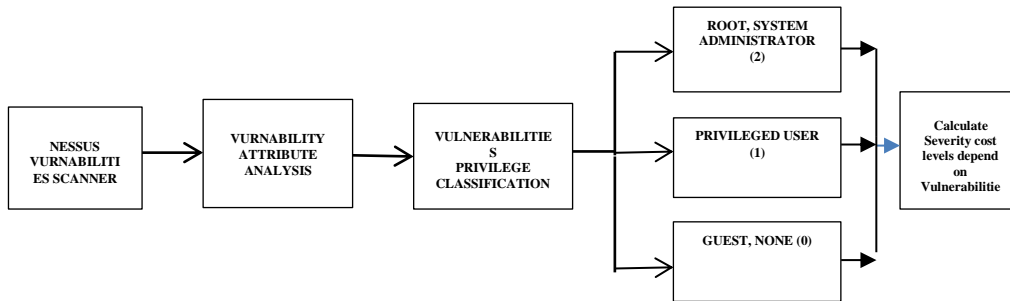 NESSUS
VURNABILITI
ES SCANNER
VURNABILITY
ATTRIBUTE
ANALYSIS
VULNERABILITIE
S
PRIVILEGE
CLASSIFICATION
ROOT, SYSTEM
ADMINISTRATOR
(2)
PRIVILEGED USER
(1)
GUEST, NONE (0)
Calculate
Severity cost
levels depend
on
Vulnerabilitie